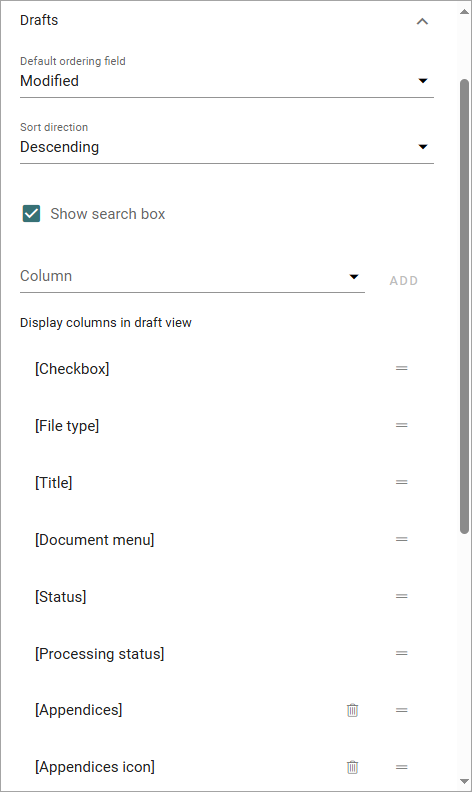 Drafts
Default ordering field
Modified
Sort direction
Descending
Show search box
Column
ADD
Display columns in draft view
[Checkbox]
[File type]
[Title]
[Document menu]
[Status]
[Processing status]
[Appendices]
[Appendices icon]